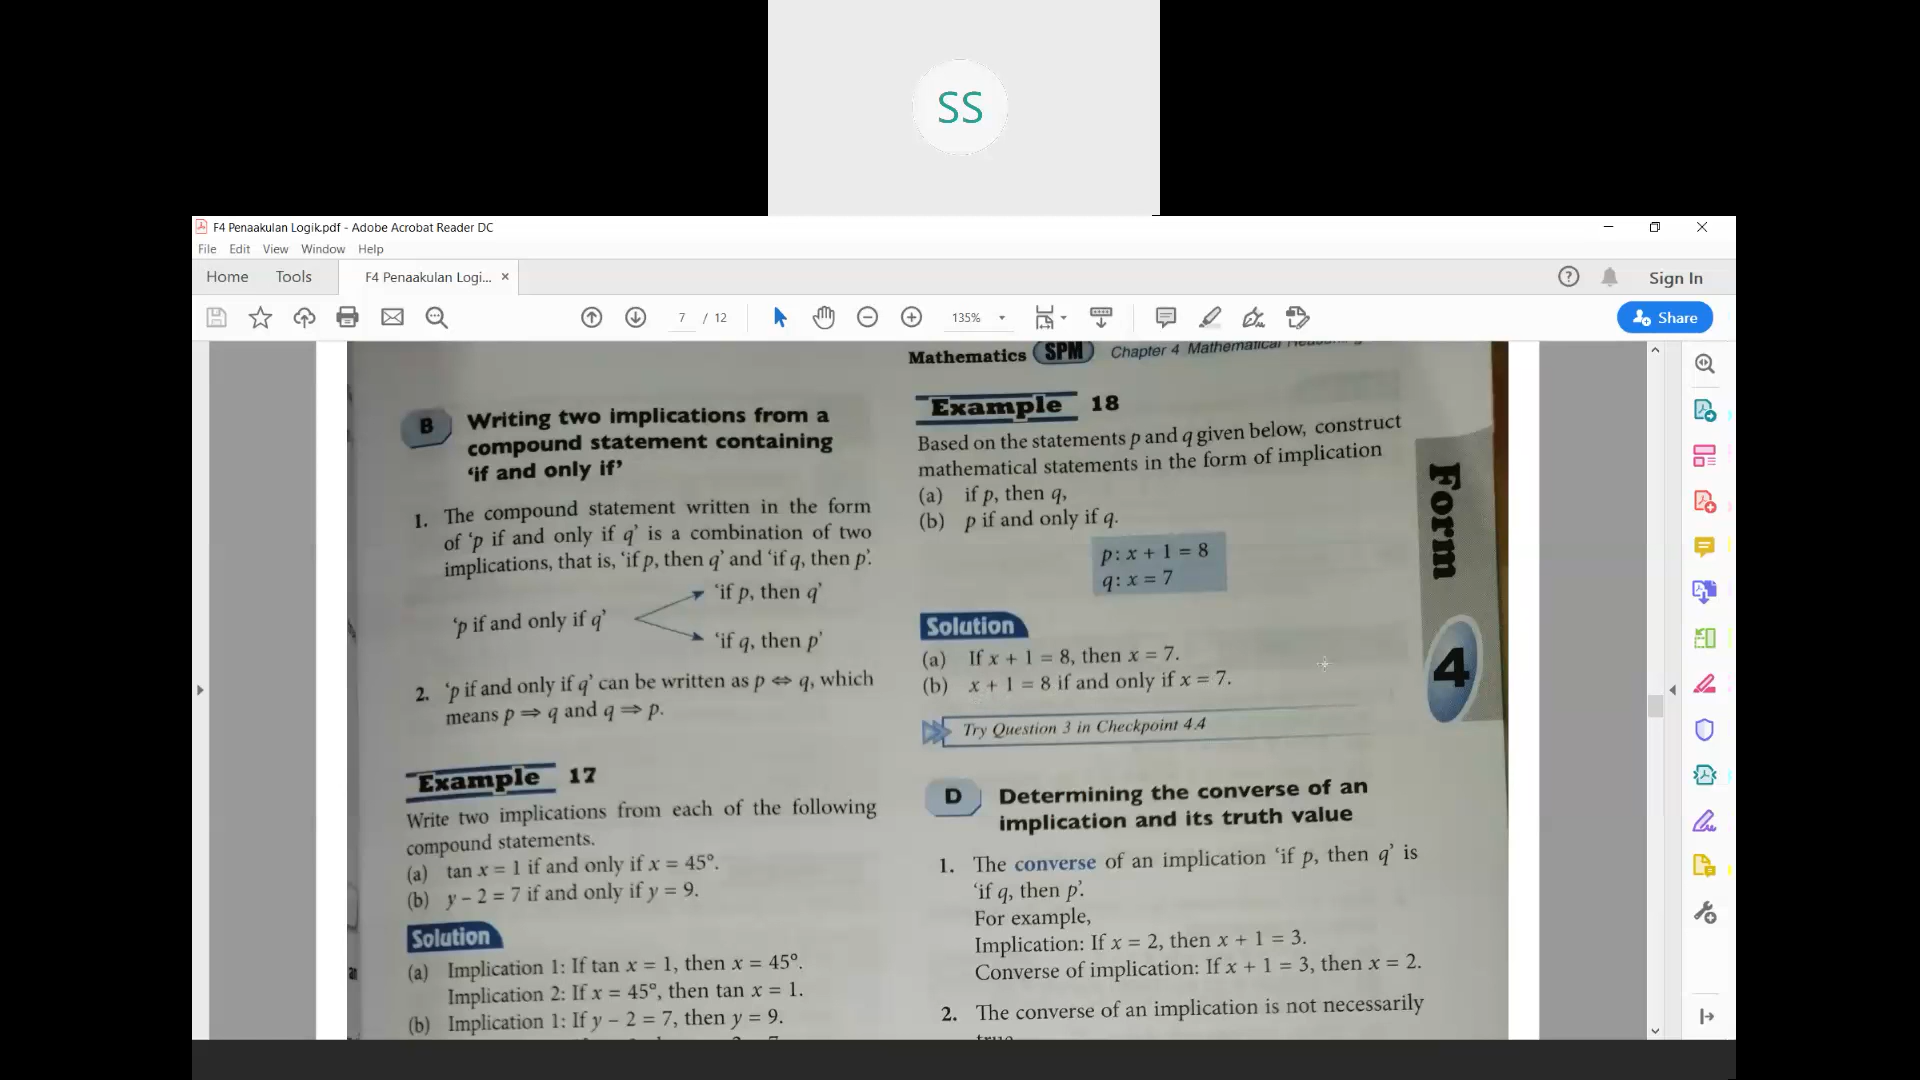 SS
F4 Penaakulan Logik.pdf - Adobe Acrobat Reader DC
File Edit View Window Help
Home Tools F4 Penaakulan Logi... × Sign In
7 / 12 135% Share
Mathematics SPM Chapter 4 Mathematical
B Writing two implications from a
compound statement containing
‘if and only if’
1. The compound statement written in the form
of ‘p if and only if q’ is a combination of two
implications, that is, ‘if p, then q’ and ‘if q, then p’.
‘if p, then q’
‘p if and only if q’
‘if q, then p’
2. ‘p if and only if q’ can be written as p ⇔ q, which
means p ⇒ q and q ⇒ p.
Example 17
Write two implications from each of the following
compound statements.
(a) tan x = 1 if and only if x = 45°.
(b) y – 2 = 7 if and only if y = 9.
Solution
(a) Implication 1: If tan x = 1, then x = 45°.
Implication 2: If x = 45°, then tan x = 1.
(b) Implication 1: If y – 2 = 7, then y = 9.
Example 18
Based on the statements p and q given below, construct
mathematical statements in the form of implication
(a) if p, then q,
(b) p if and only if q.
p: x + 1 = 8
q: x = 7
Solution
(a) If x + 1 = 8, then x = 7.
(b) x + 1 = 8 if and only if x = 7.
Try Question 3 in Checkpoint 4.4
D Determining the converse of an
implication and its truth value
1. The converse of an implication ‘if p, then q’ is
‘if q, then p’.
For example,
Implication: If x = 2, then x + 1 = 3.
Converse of implication: If x + 1 = 3, then x = 2.
2. The converse of an implication is not necessarily
true.
Form
4